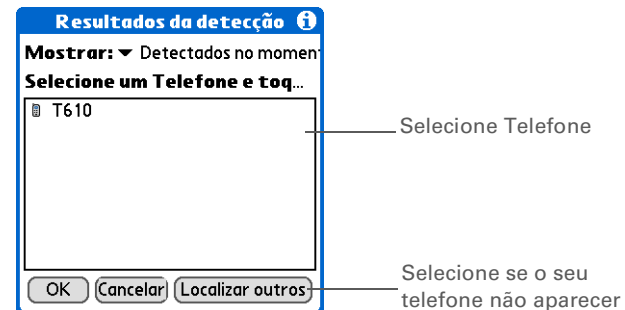 Resultados da detecção
Mostrar: Detectados no momen
Selecione um Telefone e toq...
T610
Selecione Telefone
OK Cancelar Localizar outros
Selecione se o seu
telefone não aparecer